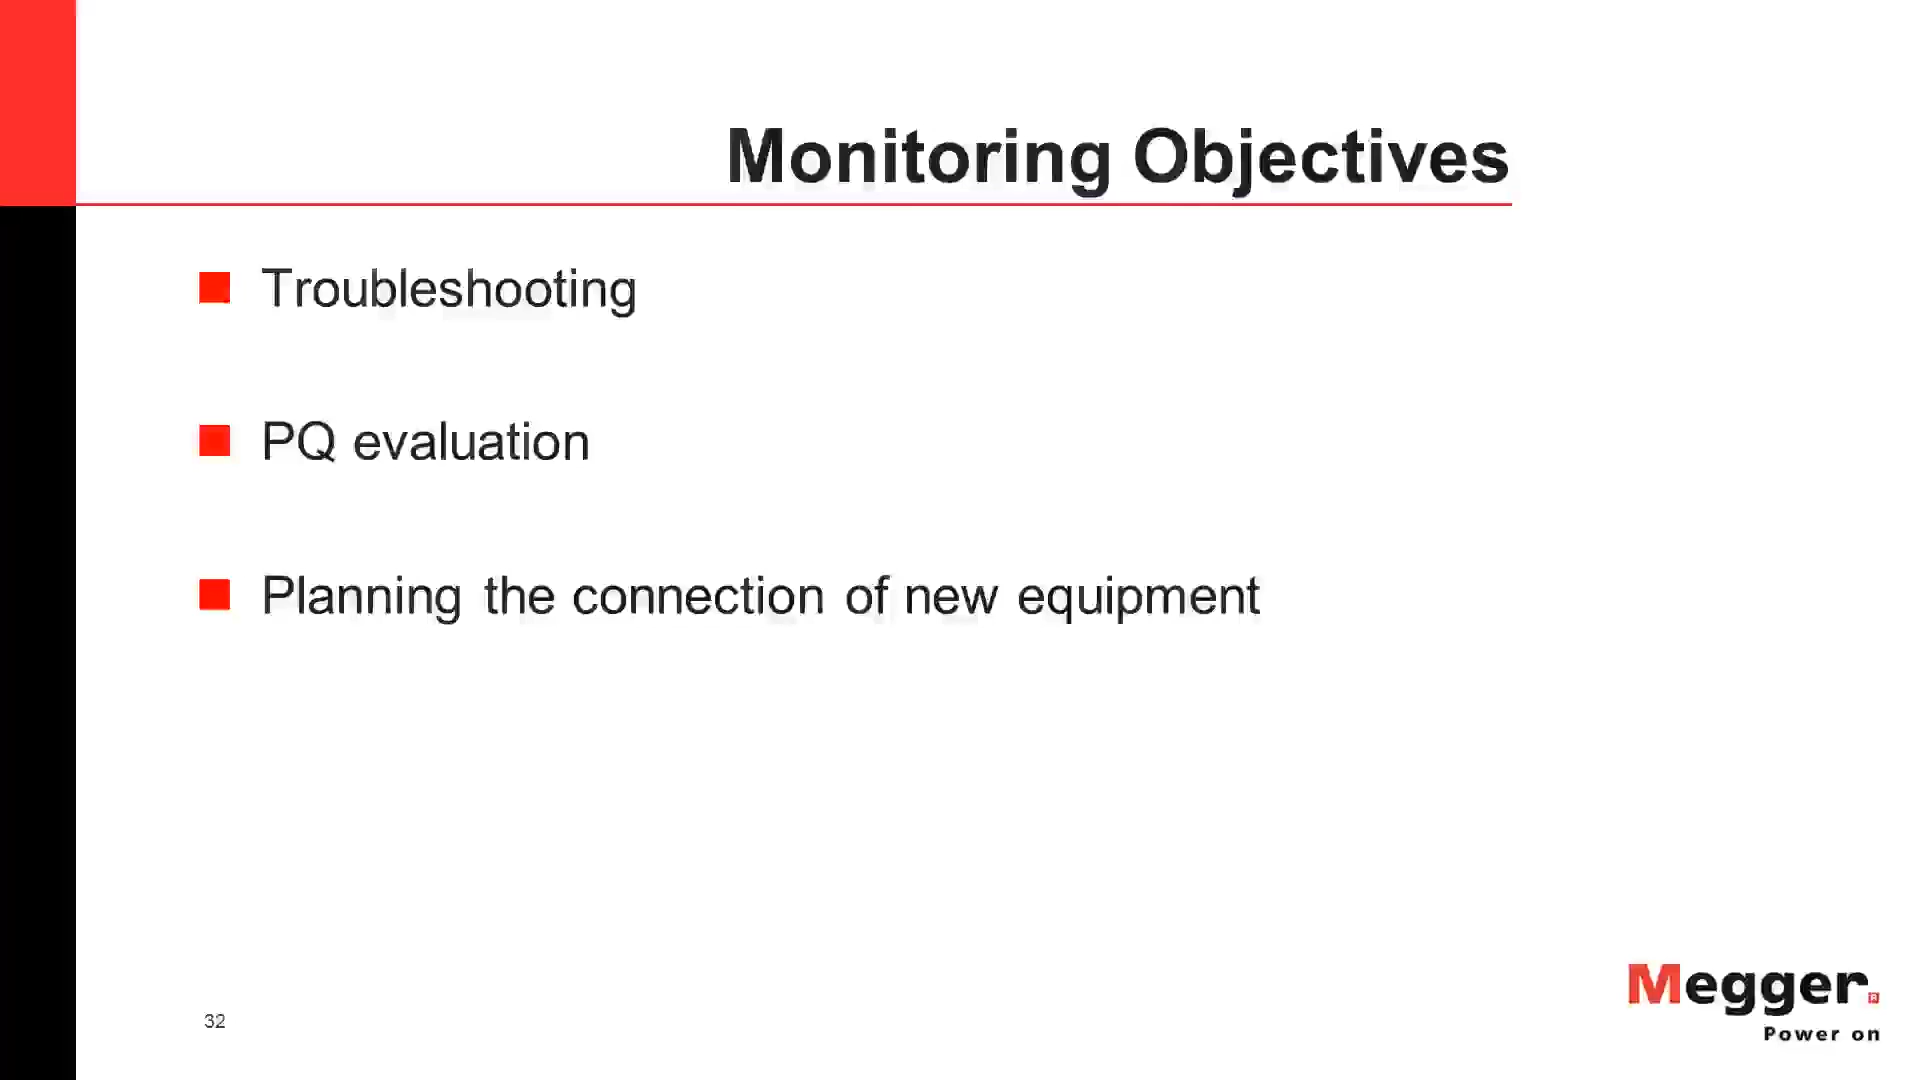 Monitoring Objectives
Troubleshooting
PQ evaluation
Planning the connection of new equipment
32
Megger®
Power on